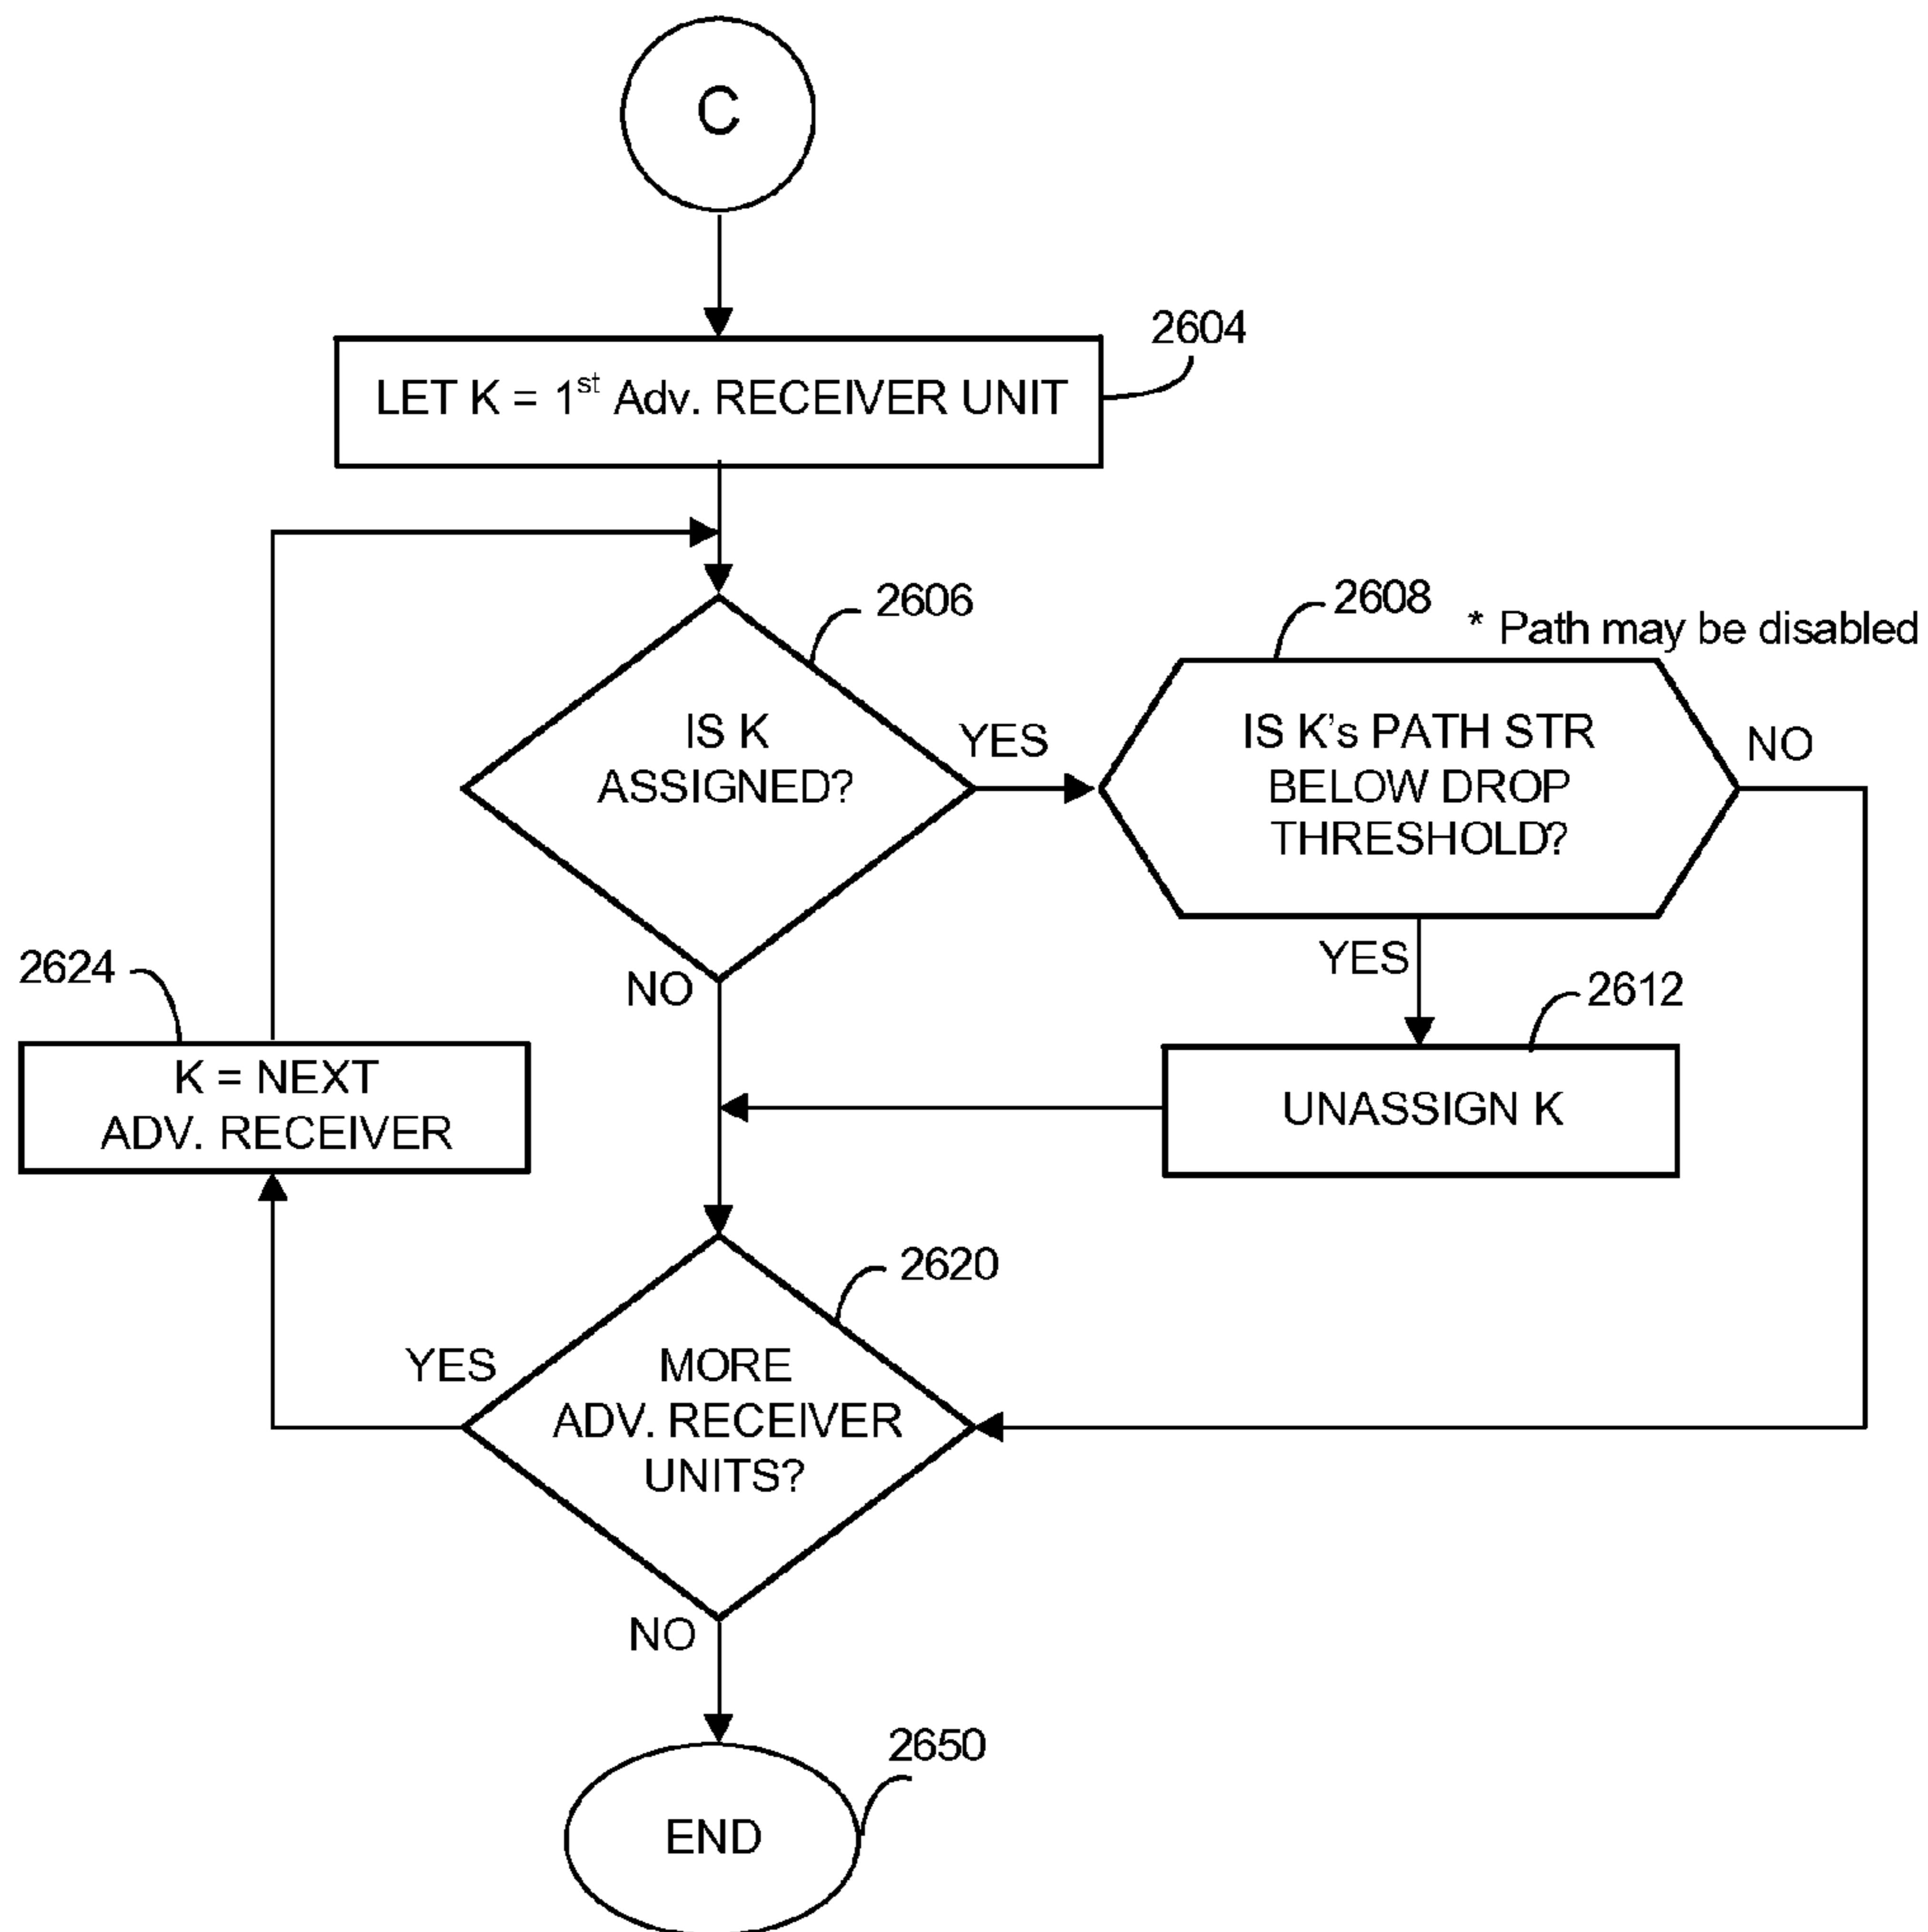 C
2604
LET K = 1st Adv. RECEIVER UNIT
2606
2608
* Path may be disabled
IS K
ASSIGNED?
YES
IS K's PATH STR
BELOW DROP
THRESHOLD?
NO
NO
YES
2624
2612
K = NEXT
ADV. RECEIVER
UNASSIGN K
2620
YES
MORE
ADV. RECEIVER
UNITS?
NO
2650
END